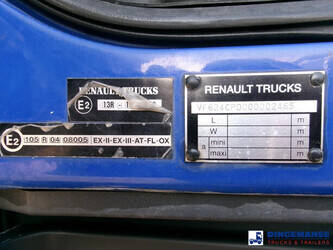 RENAULT TRUCKS
E2
13R -
E2 105 R 04 08005 EX-II-EX-III-AT-FL-OX
RENAULT TRUCKS
L m
W m
a mini m
maxi m
DINGEMANSE
TRUCKS & TRAILERS